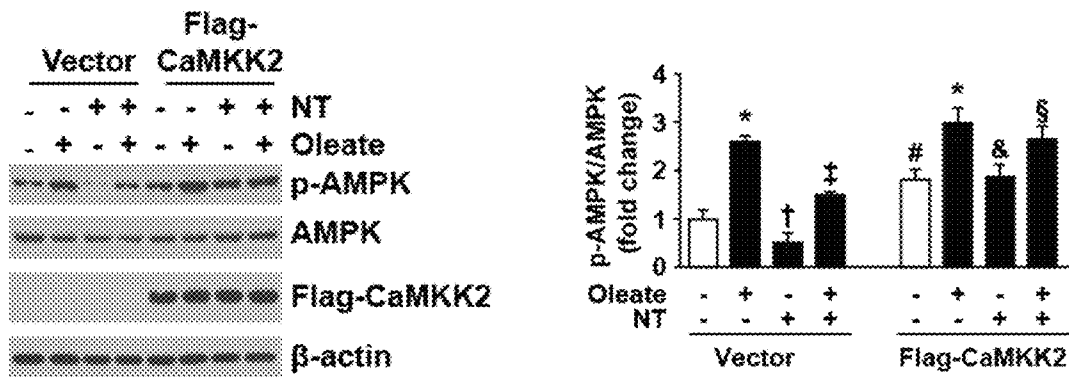 Flag-
CaMKK2
Vector
- - + + - - + + NT
- + - + - + - + Oleate
p-AMPK
AMPK
Flag-CaMKK2
β-actin
p-AMPK/AMPK
(fold change)
4
3
2
1
0
* † ‡ # * & §
Oleate - + - + - + - +
NT - - + + - - + +
Vector Flag-CaMKK2